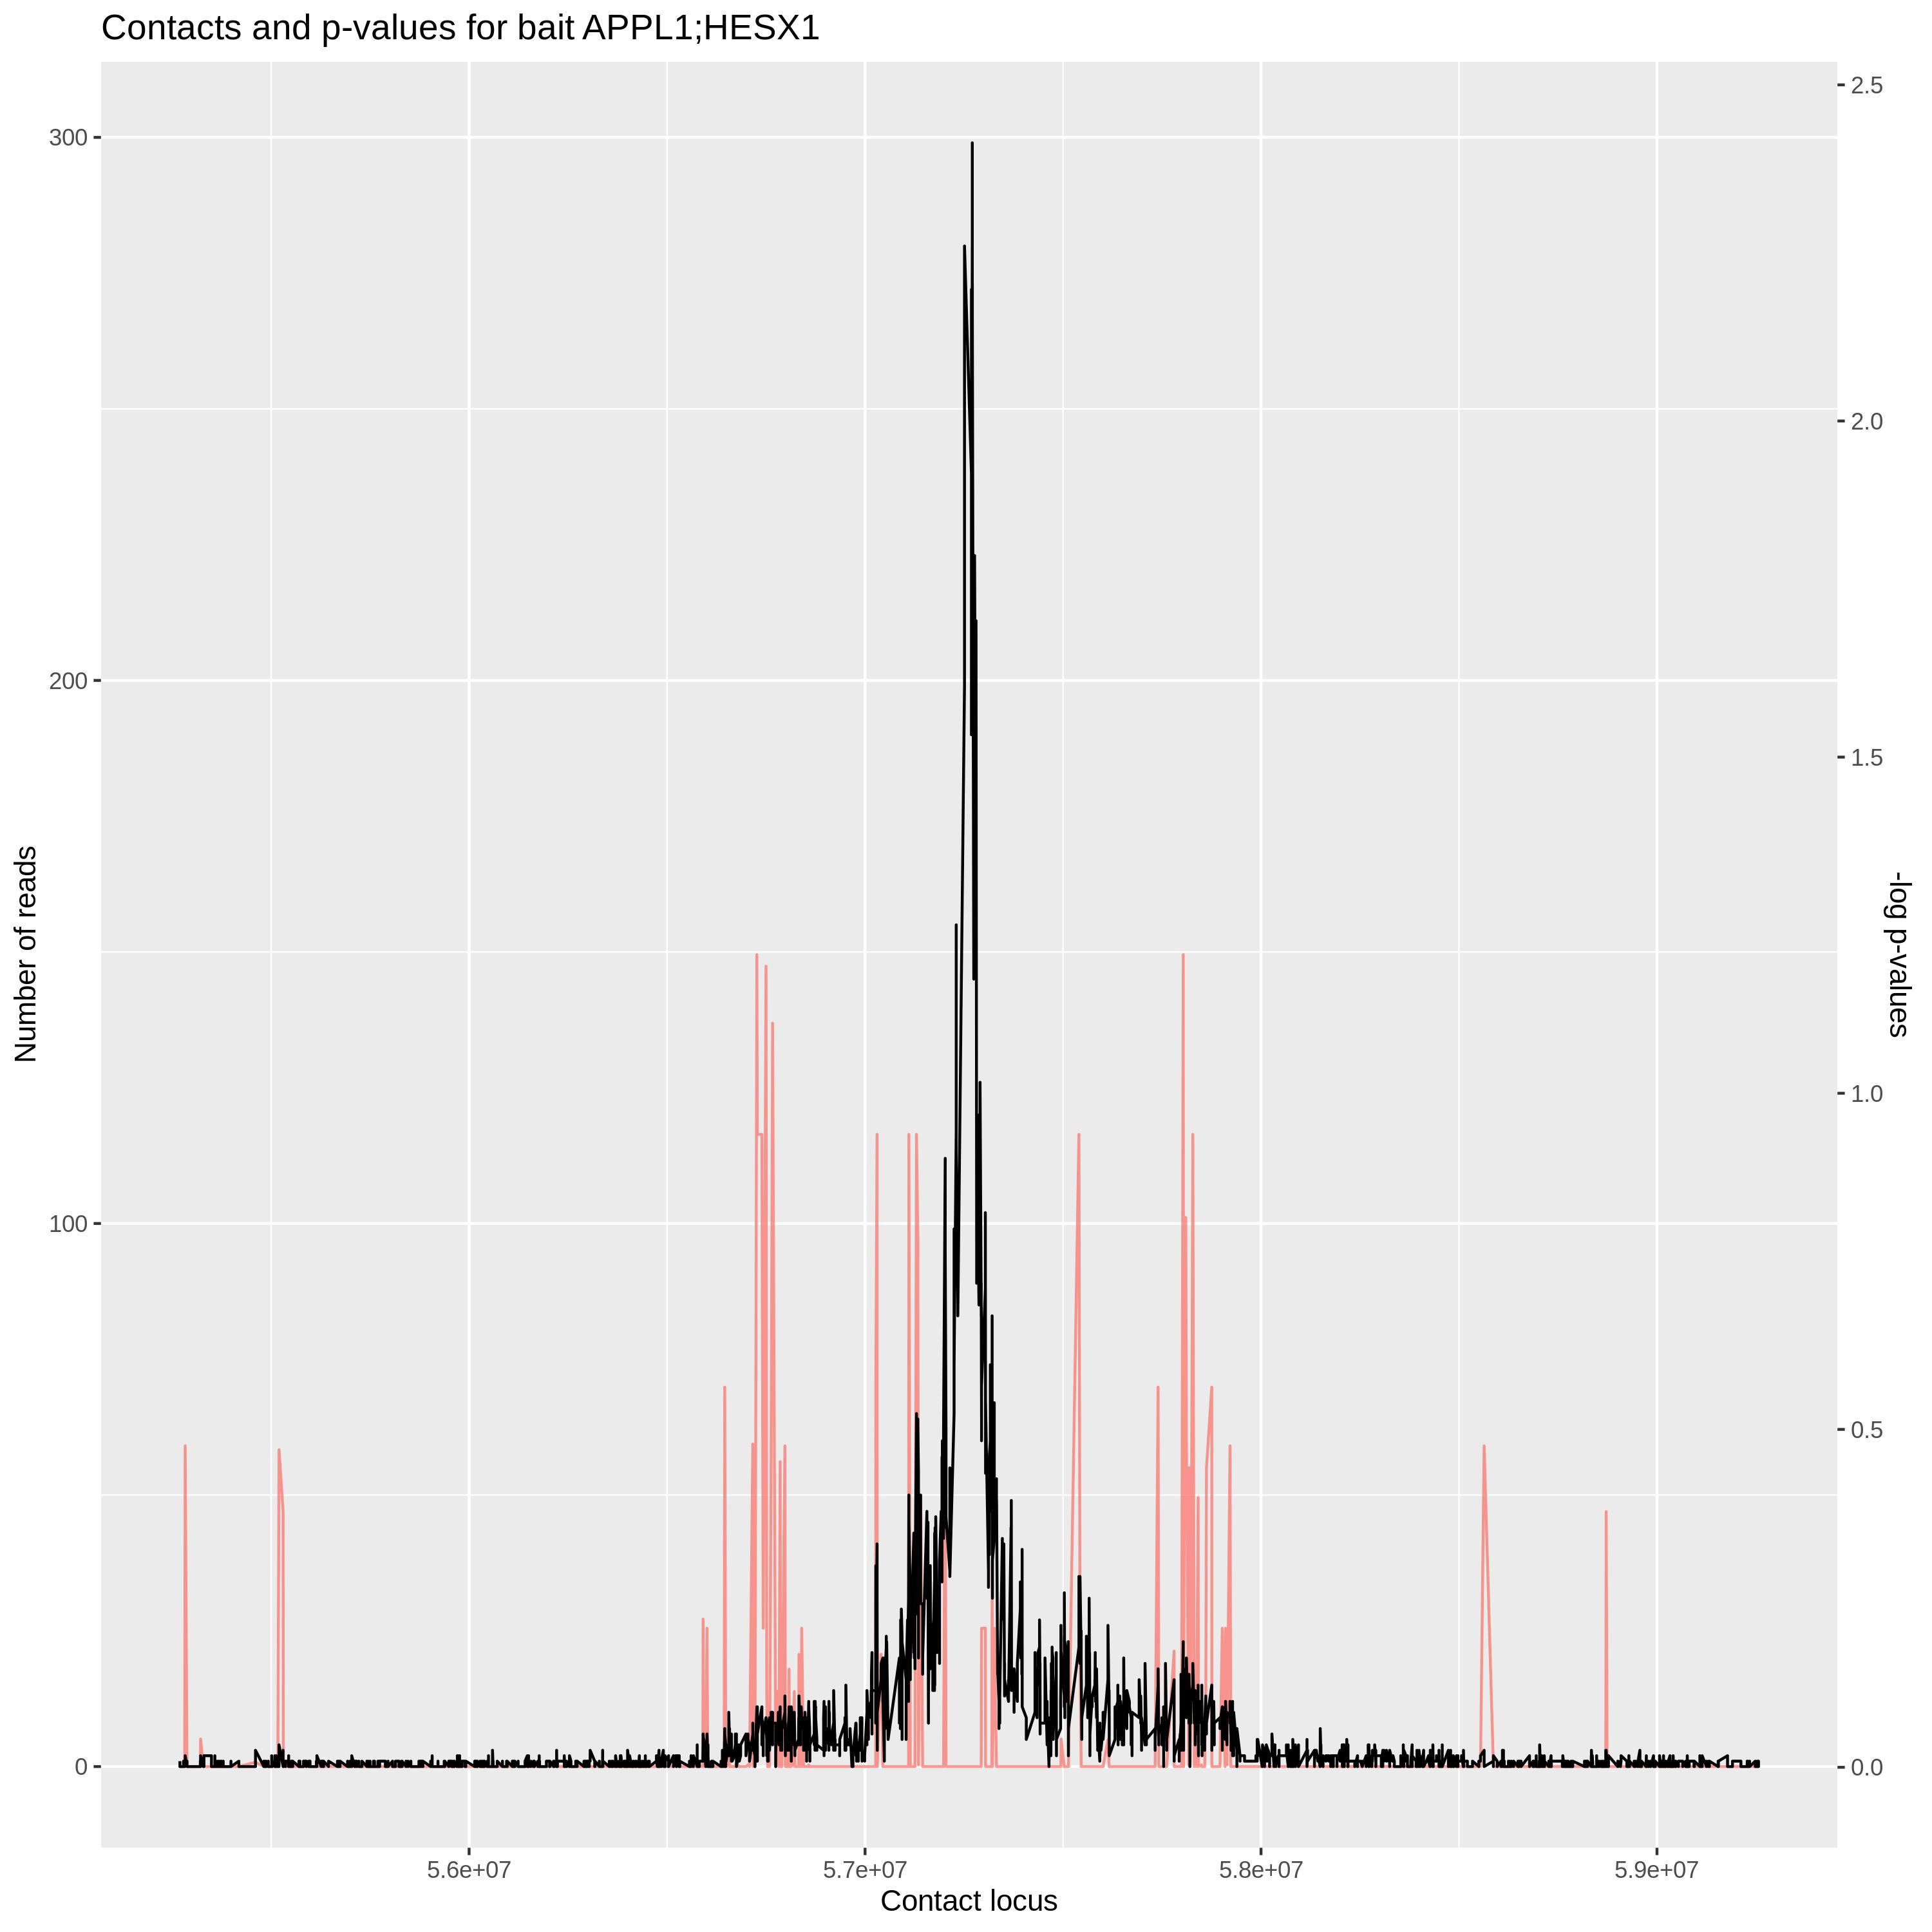 Contacts and p-values for bait APPL1;HESX1
300
200
100
0
Number of reads
2.5
2.0
1.5
1.0
0.5
0.0
-log p-values
5.6e+07 5.7e+07 5.8e+07 5.9e+07
Contact locus